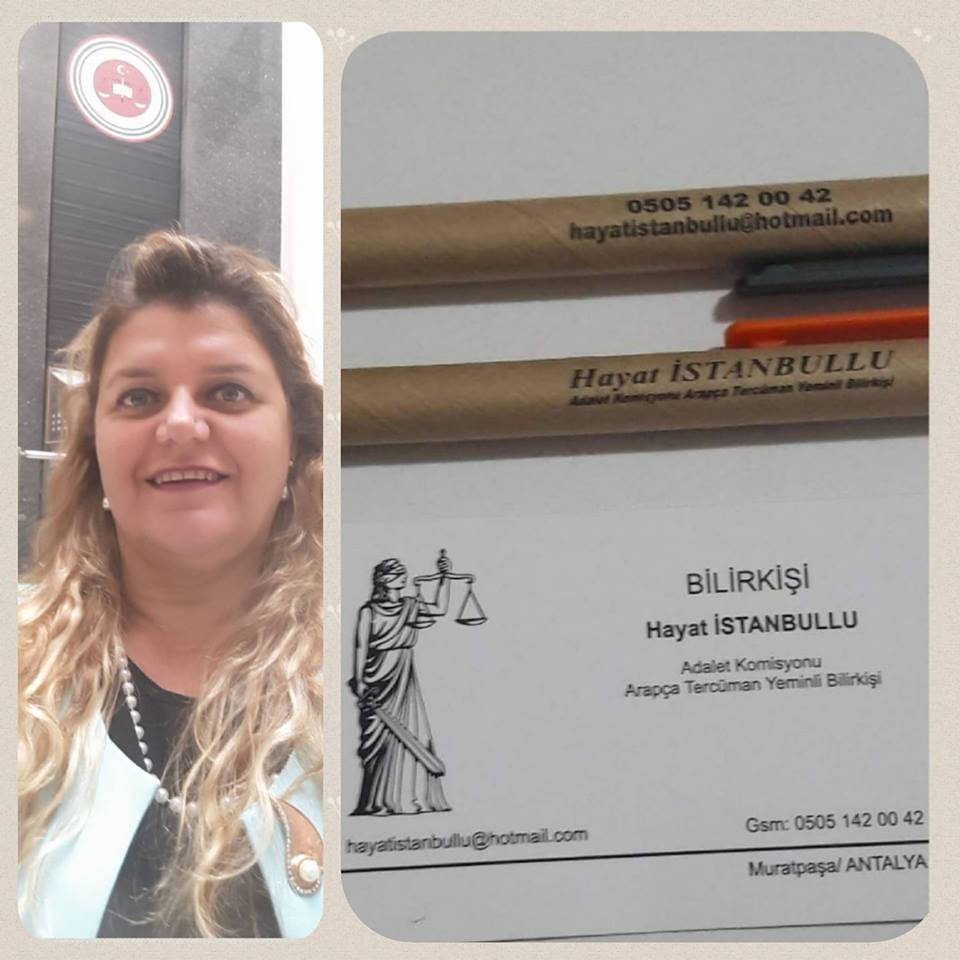 0505 142 00 42
hayatistanbullu@hotmail.com
Hayat İSTANBULLU
Adalet Komisyonu Arapça Tercüman Yeminli Bilirkişi
BİLİRKİŞİ
Hayat İSTANBULLU
Adalet Komisyonu
Arapça Tercüman Yeminli Bilirkişi
hayatistanbullu@hotmail.com
Gsm: 0505 142 00 42
Muratpaşa/ ANTALYA